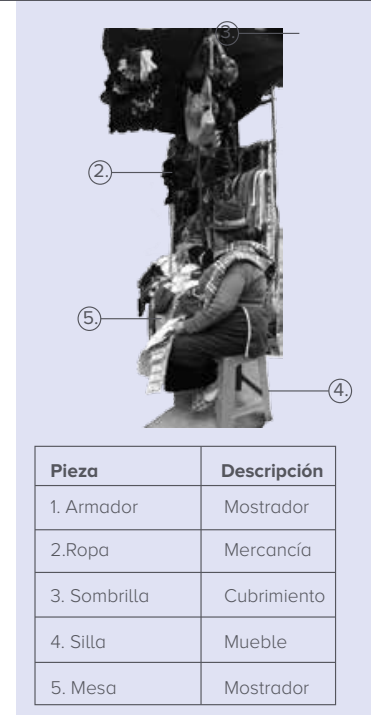 3.
2.
5.
4.
Pieza Descripción
1. Armador Mostrador
2.Ropa Mercancía
3. Sombrilla Cubrimiento
4. Silla Mueble
5. Mesa Mostrador